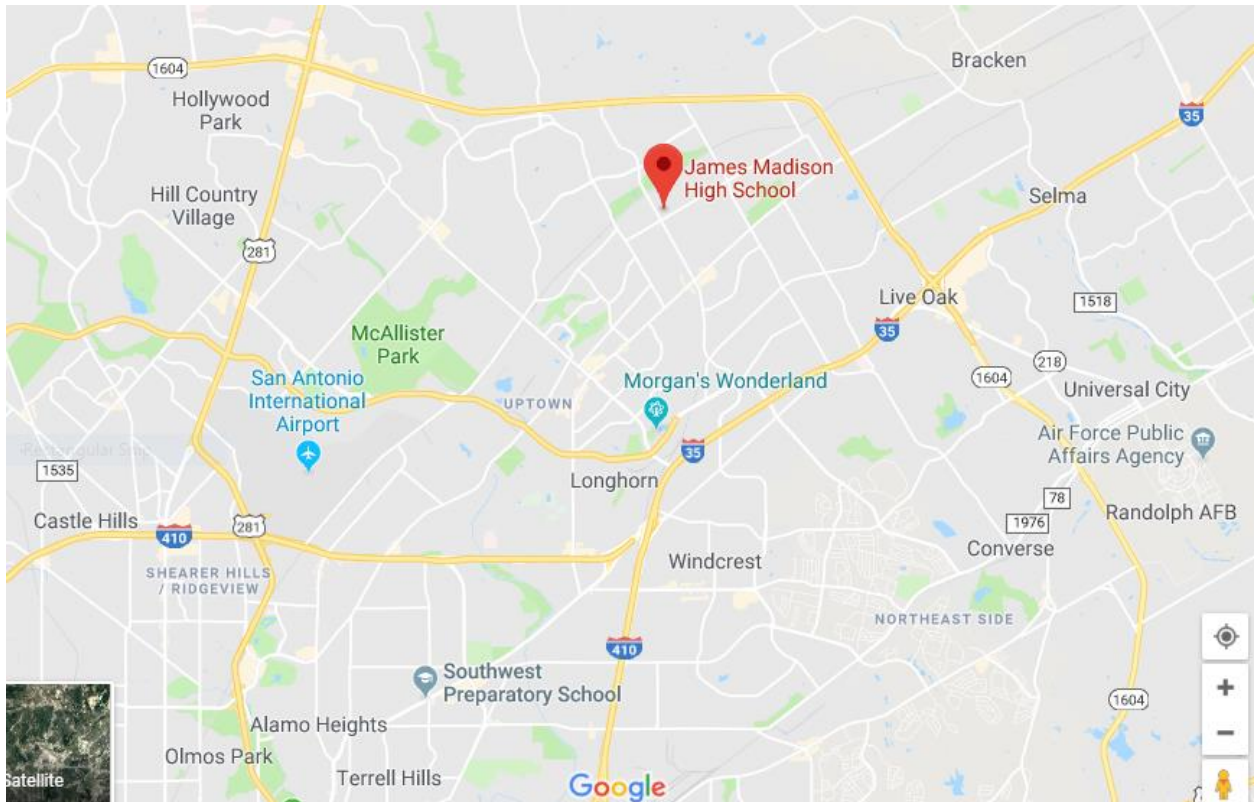 Bracken
1604
Hollywood
Park
35
James Madison
High School
Hill Country
Village
Selma
281
Live Oak
1518
35
McAllister
Park
218
San Antonio
International
Airport
Morgan's Wonderland
1604
UPTOWN
Universal City
Air Force Public
Affairs Agency
Rectangular Snip
35
1535
Longhorn
78
Randolph AFB
Castle Hills
281
1976
410
Converse
Windcrest
SHEARER HILLS
/ RIDGEVIEW
NORTHEAST SIDE
410
Southwest
Preparatory School
1604
Alamo Heights
Olmos Park
Satellite
Terrell Hills
Google